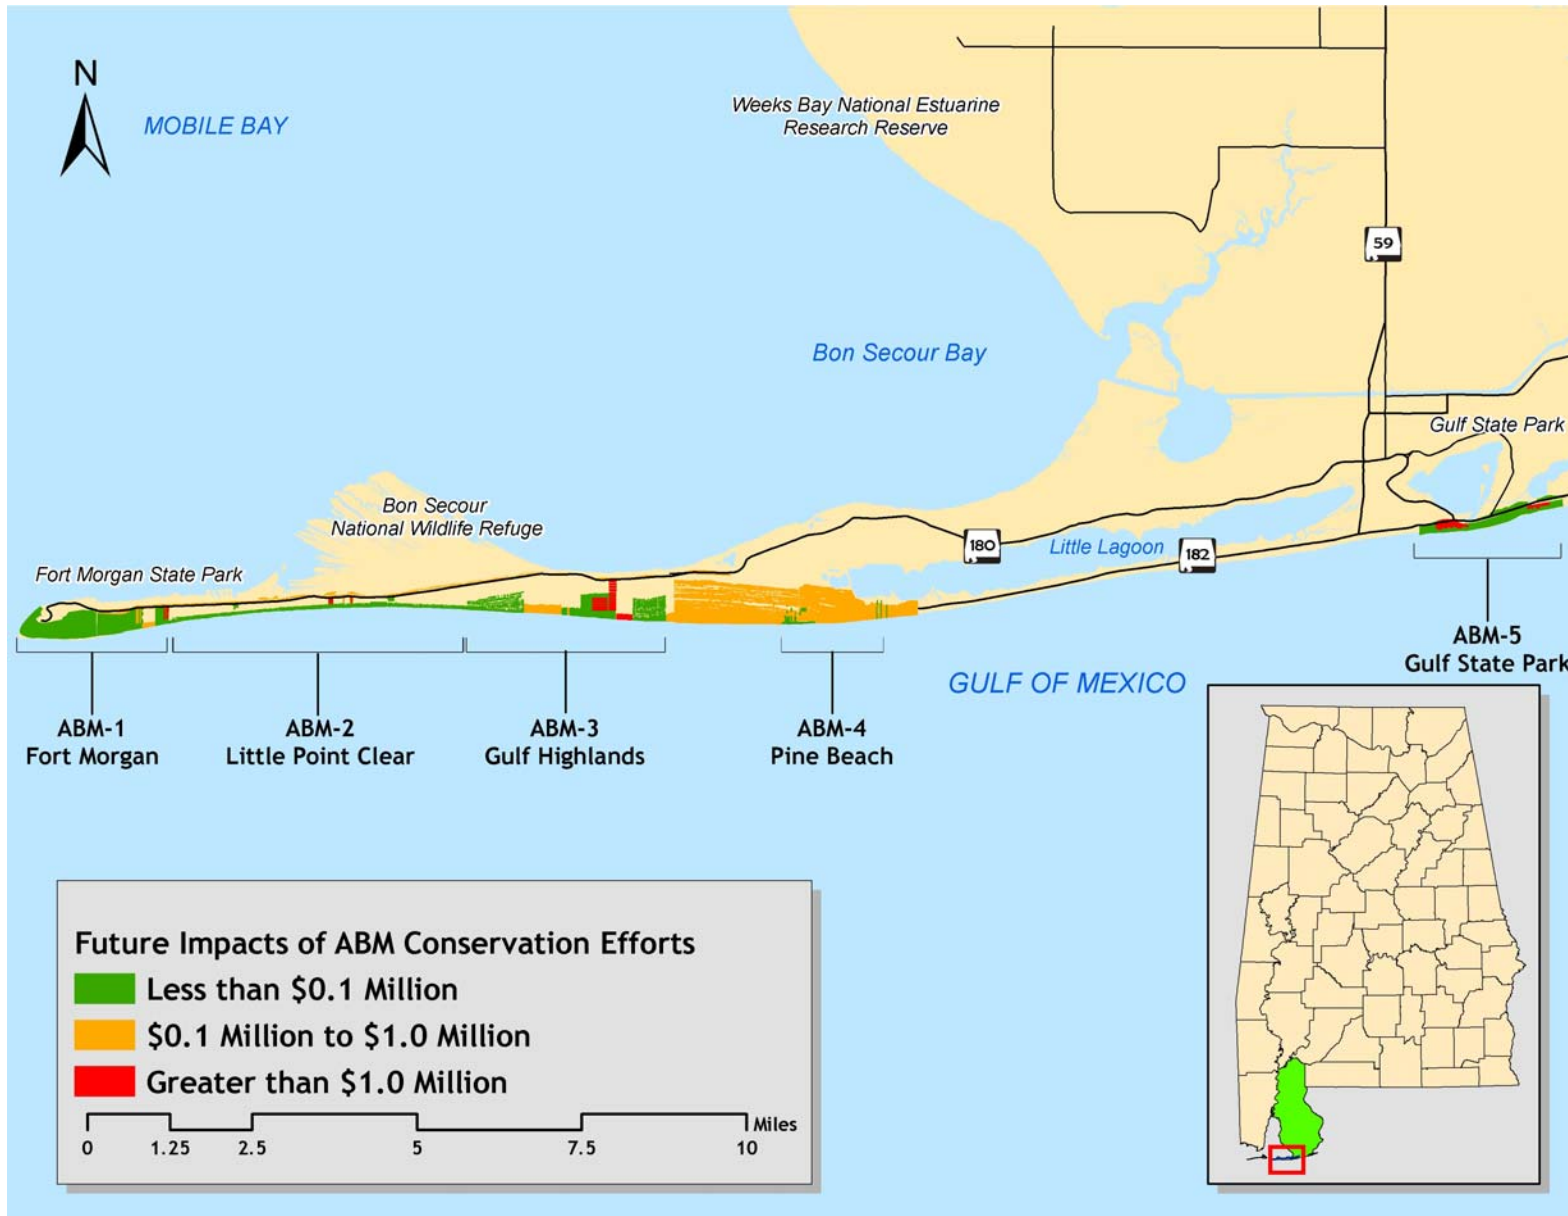 N
MOBILE BAY
Weeks Bay National Estuarine
Research Reserve
59
Bon Secour Bay
Gulf State Park
Bon Secour
National Wildlife Refuge
180
Little Lagoon
182
Fort Morgan State Park
ABM-5
Gulf State Park
GULF OF MEXICO
ABM-1
Fort Morgan
ABM-2
Little Point Clear
ABM-3
Gulf Highlands
ABM-4
Pine Beach
Future Impacts of ABM Conservation Efforts
Less than $0.1 Million
$0.1 Million to $1.0 Million
Greater than $1.0 Million
Miles
0 1.25 2.5 5 7.5 10